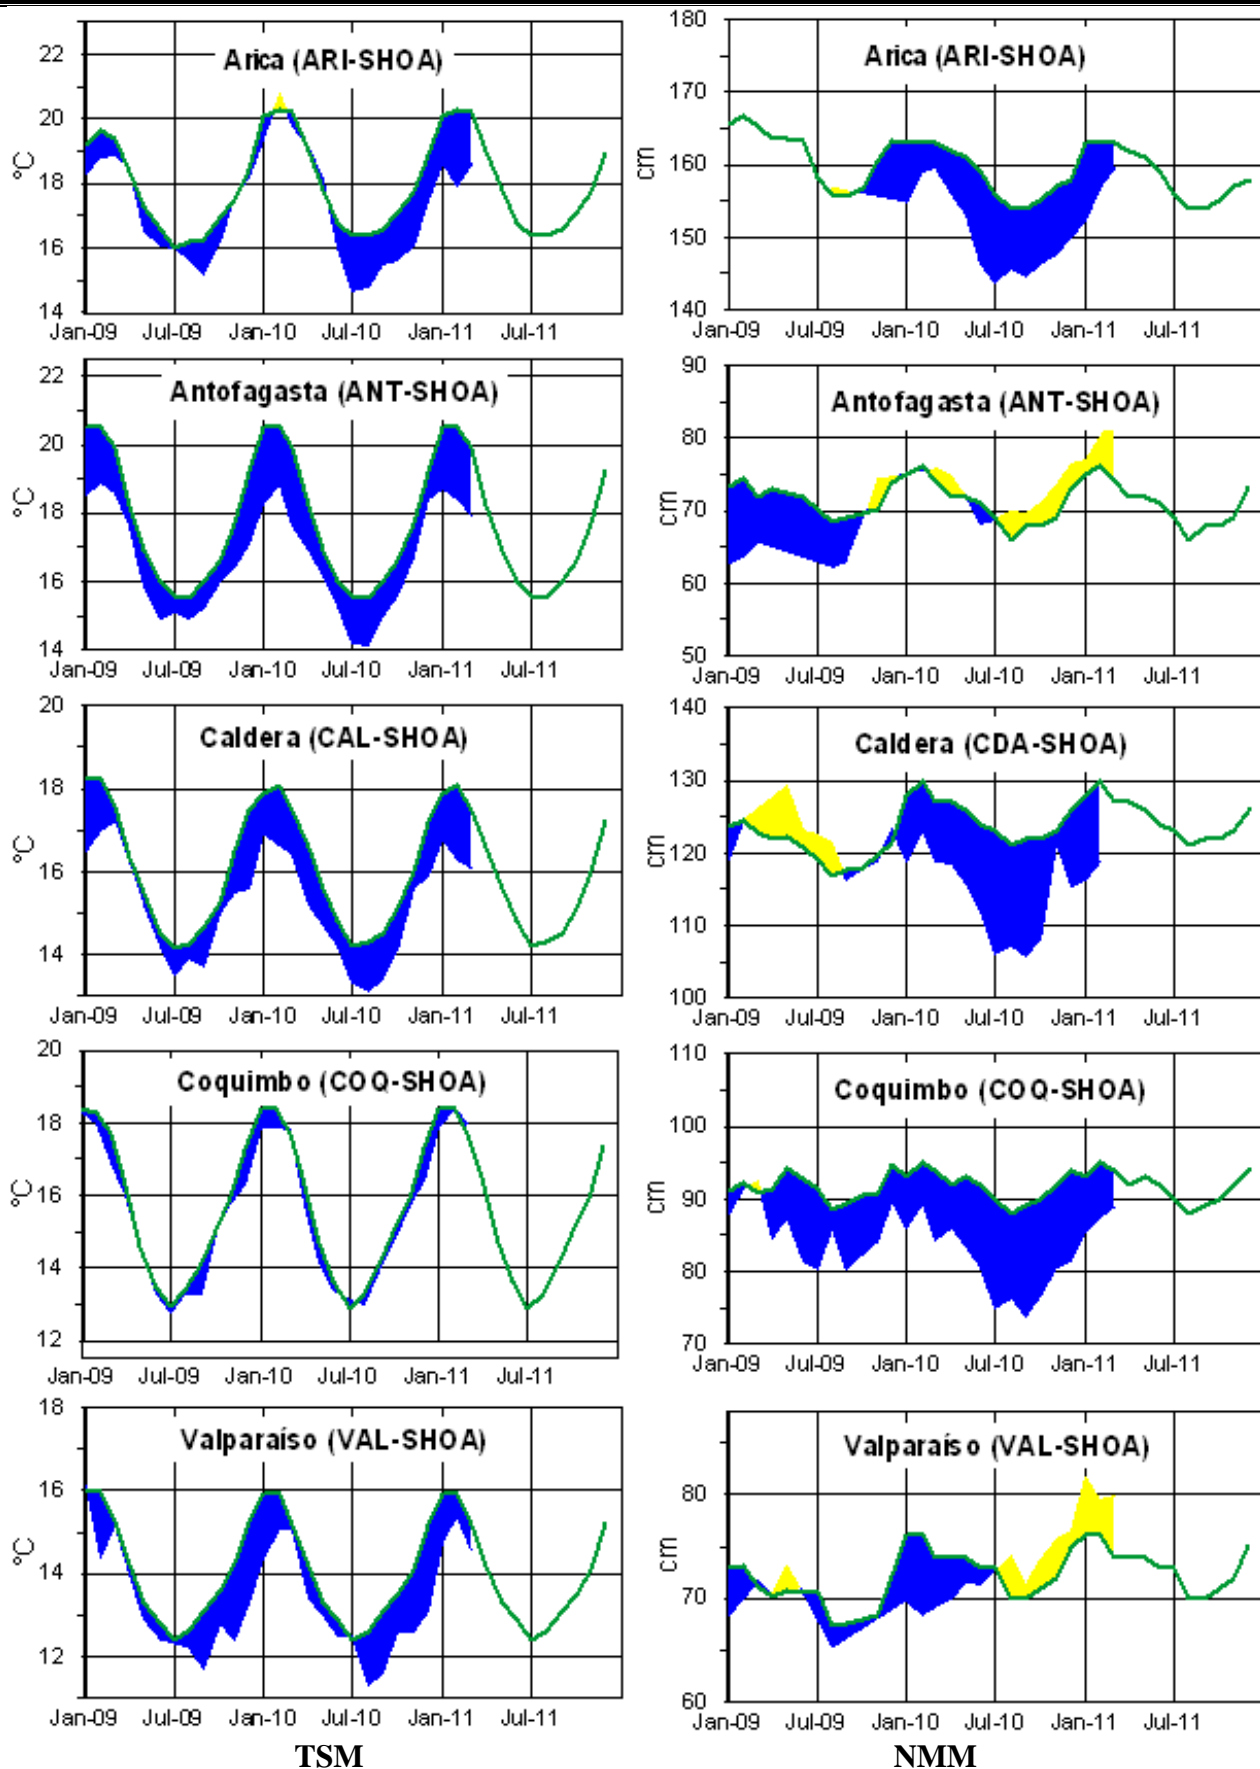 Arica (ARI-SHOA)
22
20
18
16
14
°C
Jan-09 Jul-09 Jan-10 Jul-10 Jan-11 Jul-11
Arica (ARI-SHOA)
180
170
160
150
140
cm
Jan-09 Jul-09 Jan-10 Jul-10 Jan-11 Jul-11
Antofagasta (ANT-SHOA)
22
20
18
16
14
°C
Jan-09 Jul-09 Jan-10 Jul-10 Jan-11 Jul-11
Antofagasta (ANT-SHOA)
90
80
70
60
50
cm
Jan-09 Jul-09 Jan-10 Jul-10 Jan-11 Jul-11
Caldera (CAL-SHOA)
20
18
16
14
°C
Jan-09 Jul-09 Jan-10 Jul-10 Jan-11 Jul-11
Caldera (CDA-SHOA)
140
130
120
110
100
cm
Jan-09 Jul-09 Jan-10 Jul-10 Jan-11 Jul-11
Coquimbo (COQ-SHOA)
20
18
16
14
12
°C
Jan-09 Jul-09 Jan-10 Jul-10 Jan-11 Jul-11
Coquimbo (COQ-SHOA)
110
100
90
80
70
cm
Jan-09 Jul-09 Jan-10 Jul-10 Jan-11 Jul-11
Valparaíso (VAL-SHOA)
18
16
14
12
°C
Jan-09 Jul-09 Jan-10 Jul-10 Jan-11 Jul-11
Valparaíso (VAL-SHOA)
80
70
60
cm
Jan-09 Jul-09 Jan-10 Jul-10 Jan-11 Jul-11
TSM
NMM